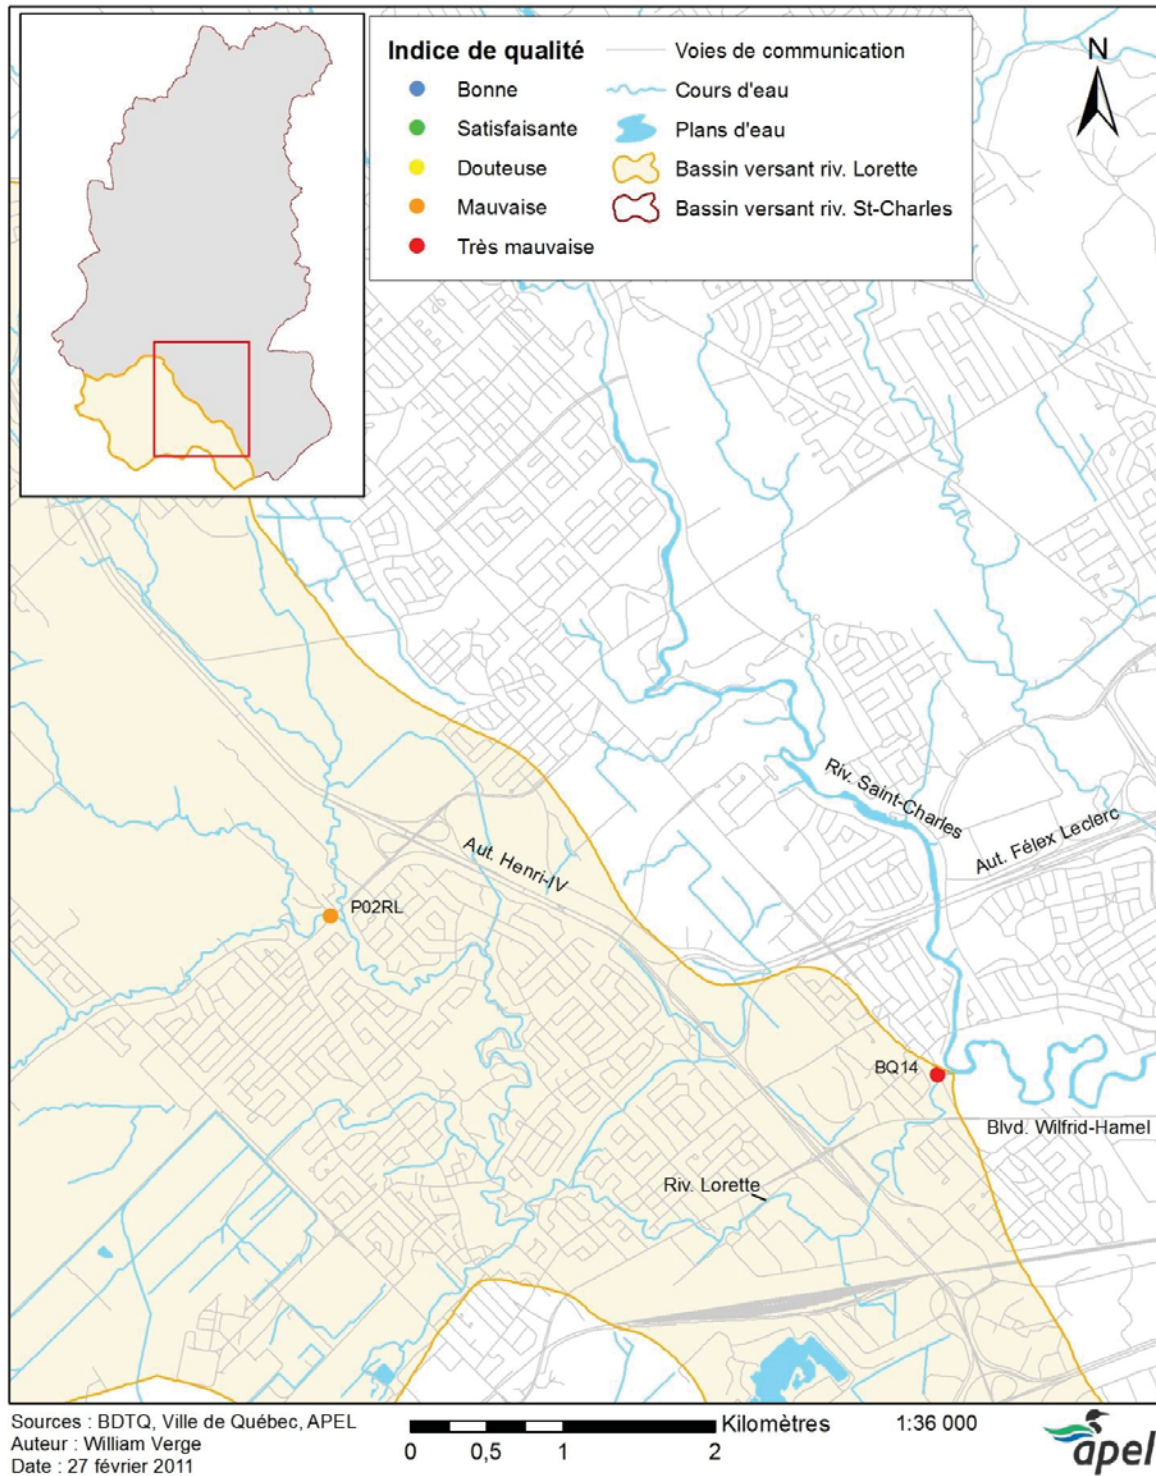 Indice de qualité
Bonne
Satisfaisante
Douteuse
Mauvaise
Très mauvaise
Voies de communication
Cours d'eau
Plans d'eau
Bassin versant riv. Lorette
Bassin versant riv. St-Charles
N
Riv. Saint-Charles
Aut. Félex Leclerc
Aut. Henri-IV
P02RL
BQ14
Blvd. Wilfrid-Hamel
Riv. Lorette
Sources : BDTQ, Ville de Québec, APEL
Auteur : William Verge
Date : 27 février 2011
Kilomètres
0 0,5 1 2
1:36 000
apel